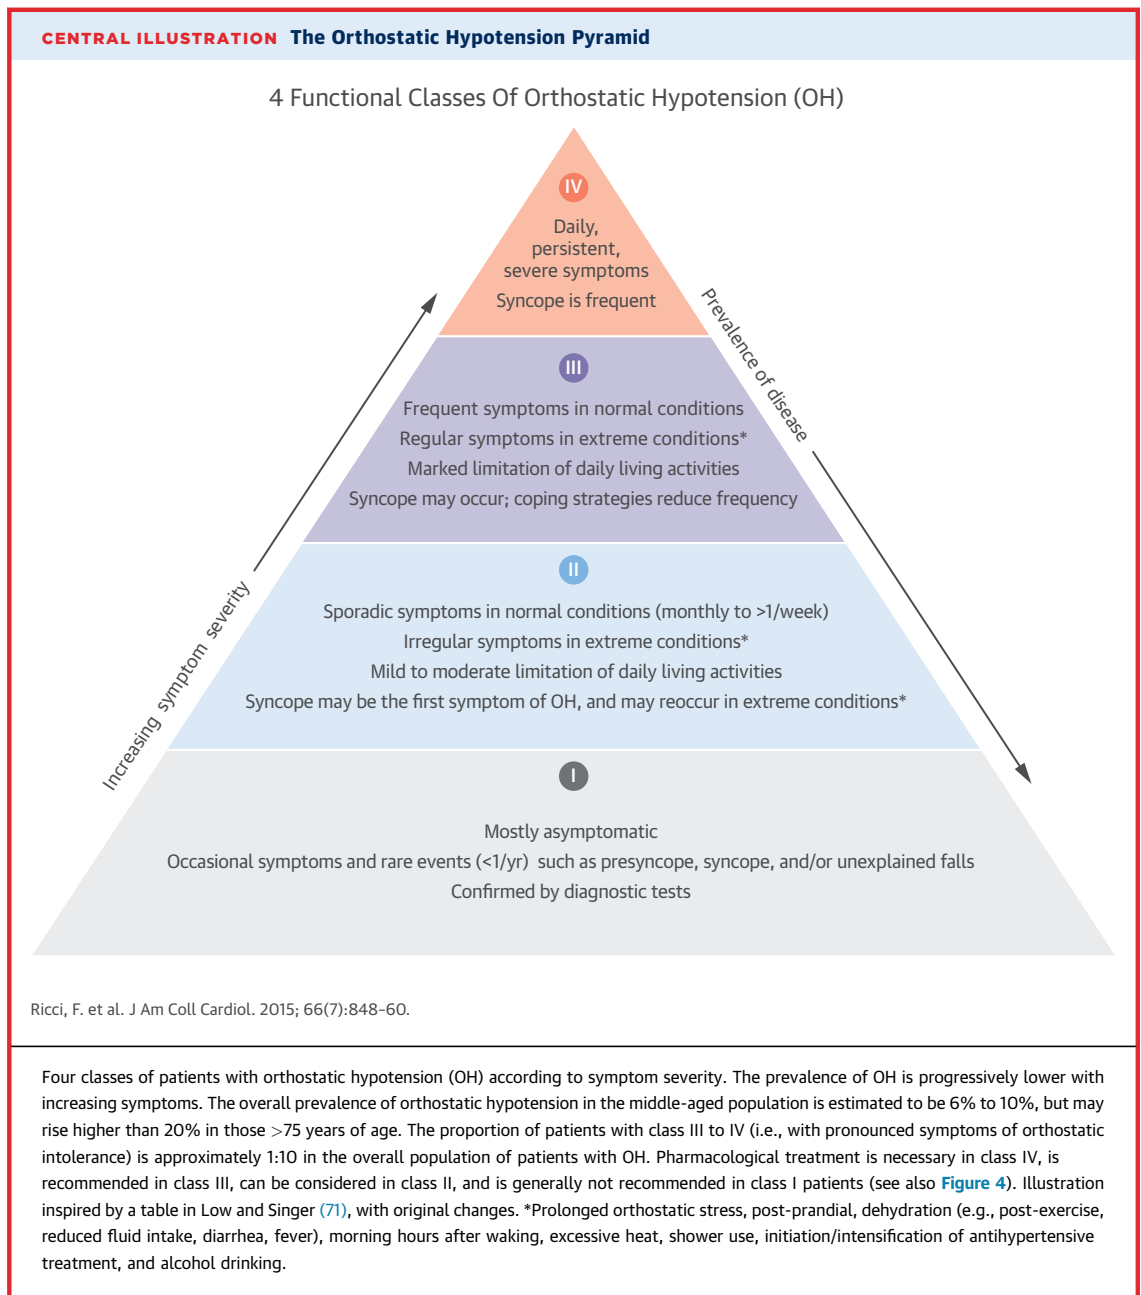 CENTRAL ILLUSTRATION The Orthostatic Hypotension Pyramid
4 Functional Classes Of Orthostatic Hypotension (OH)
IV
Daily,
persistent,
severe symptoms
Syncope is frequent
Prevalence of disease
III
Frequent symptoms in normal conditions
Regular symptoms in extreme conditions*
Marked limitation of daily living activities
Syncope may occur; coping strategies reduce frequency
Increasing symptom severity
II
Sporadic symptoms in normal conditions (monthly to >1/week)
Irregular symptoms in extreme conditions*
Mild to moderate limitation of daily living activities
Syncope may be the first symptom of OH, and may reoccur in extreme conditions*
I
Mostly asymptomatic
Occasional symptoms and rare events (<1/yr) such as presyncope, syncope, and/or unexplained falls
Confirmed by diagnostic tests
Ricci, F. et al. J Am Coll Cardiol. 2015; 66(7):848–60.
Four classes of patients with orthostatic hypotension (OH) according to symptom severity. The prevalence of OH is progressively lower with
increasing symptoms. The overall prevalence of orthostatic hypotension in the middle-aged population is estimated to be 6% to 10%, but may
rise higher than 20% in those >75 years of age. The proportion of patients with class III to IV (i.e., with pronounced symptoms of orthostatic
intolerance) is approximately 1:10 in the overall population of patients with OH. Pharmacological treatment is necessary in class IV, is
recommended in class III, can be considered in class II, and is generally not recommended in class I patients (see also Figure 4). Illustration
inspired by a table in Low and Singer (71), with original changes. *Prolonged orthostatic stress, post-prandial, dehydration (e.g., post-exercise,
reduced fluid intake, diarrhea, fever), morning hours after waking, excessive heat, shower use, initiation/intensification of antihypertensive
treatment, and alcohol drinking.